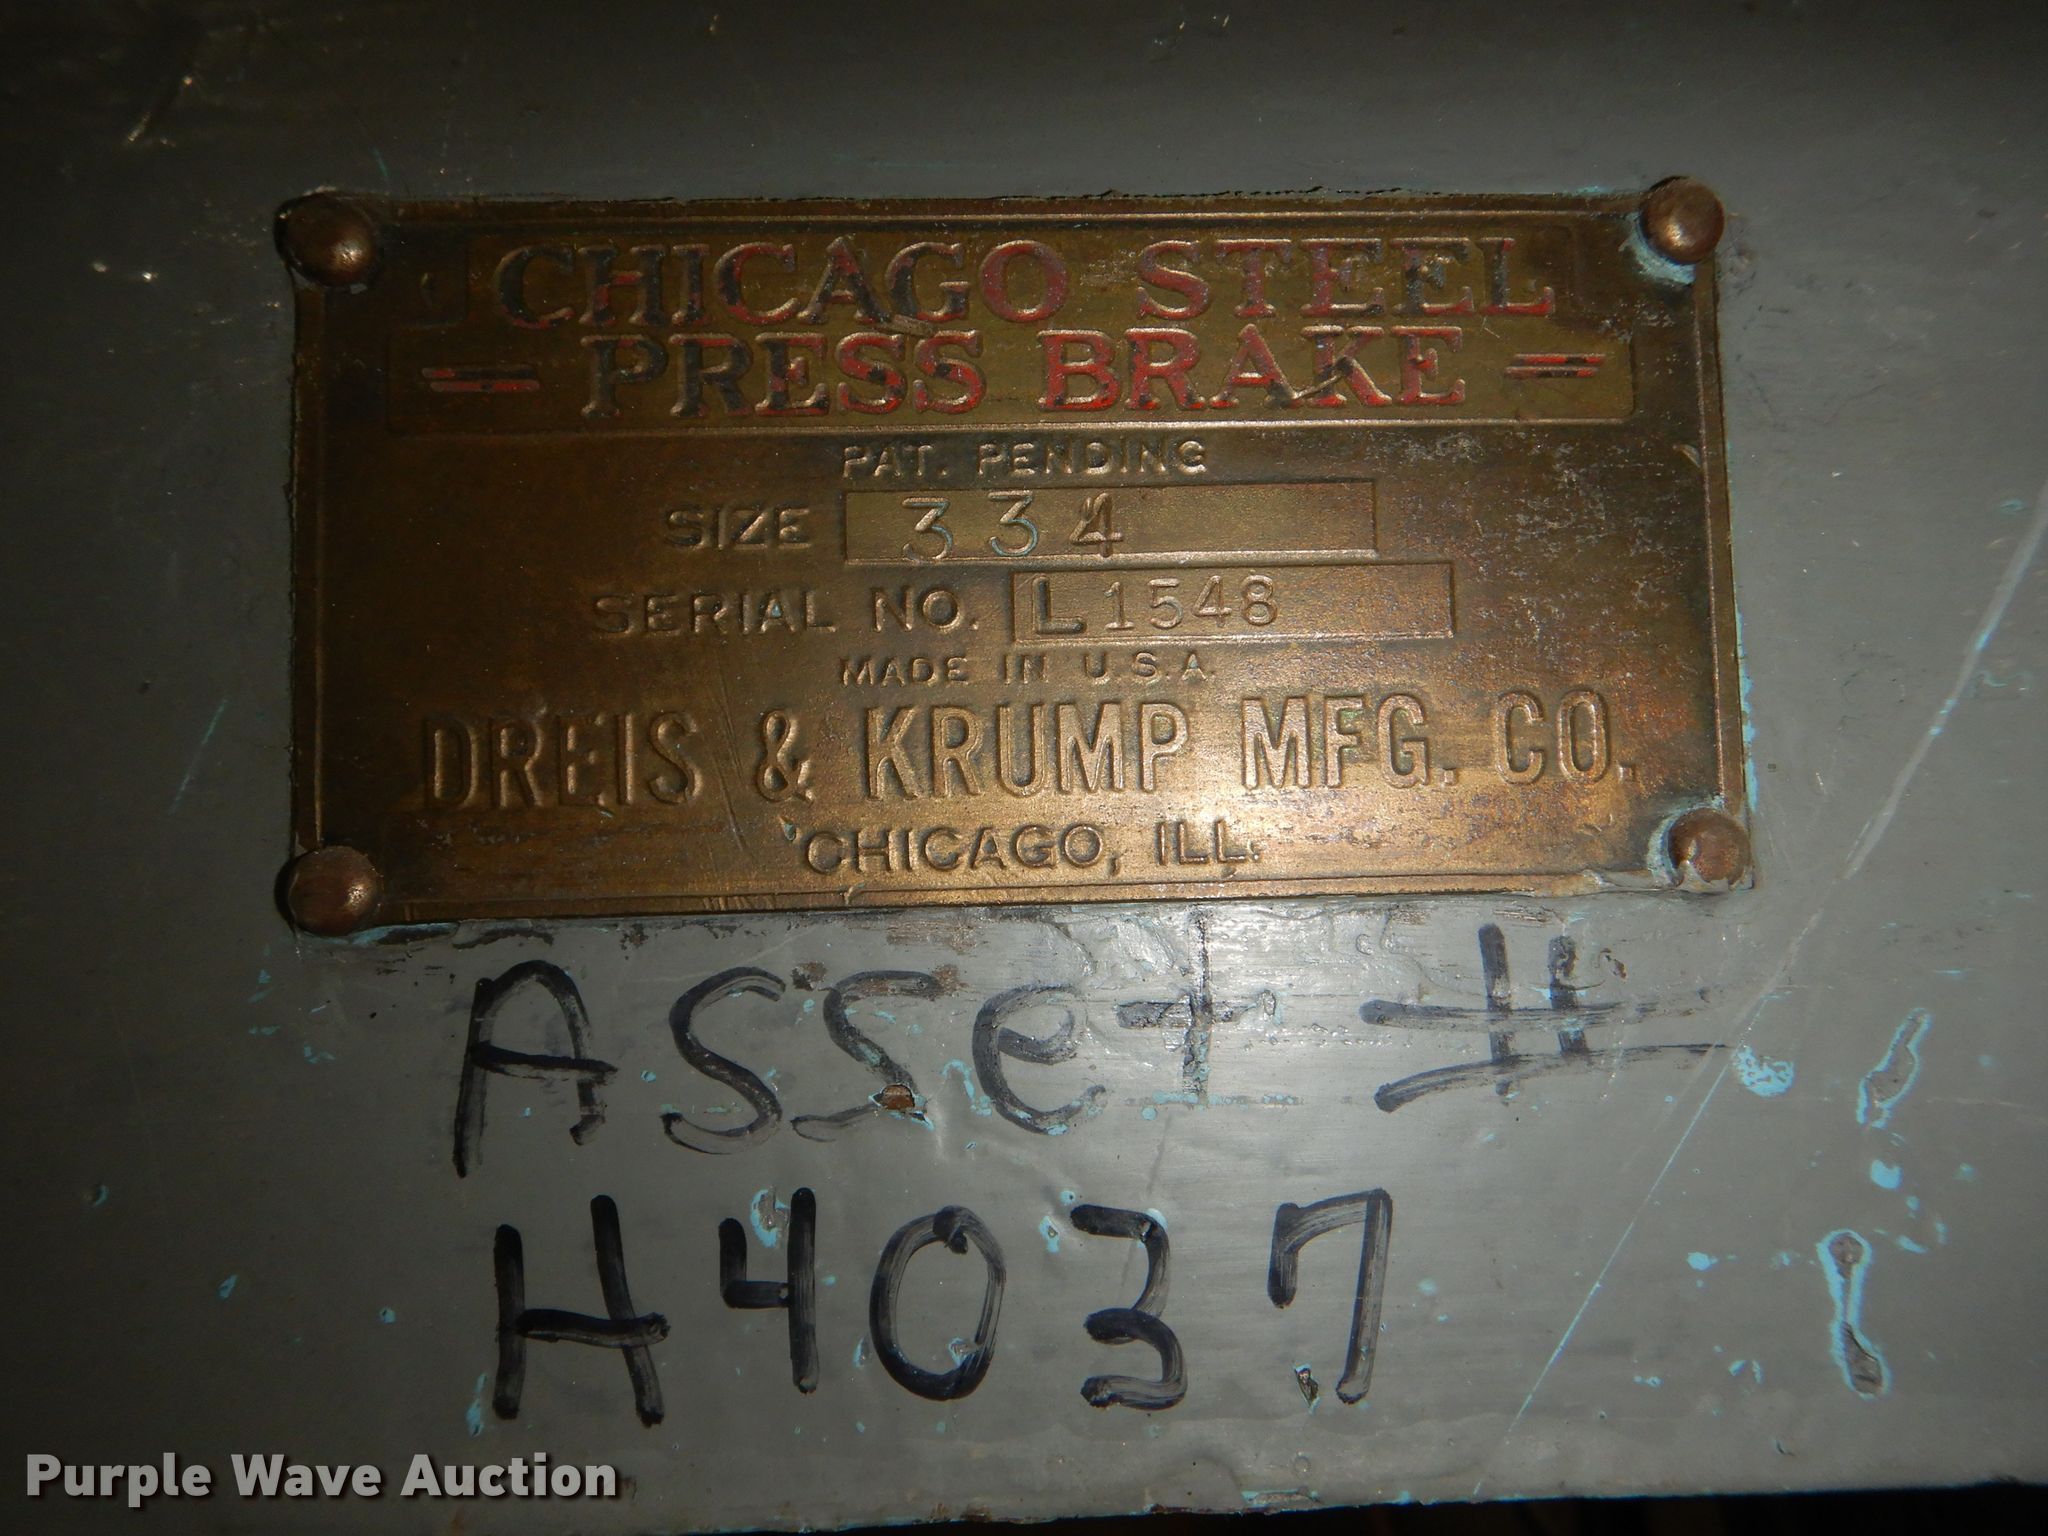 CHICAGO STEEL
PRESS BRAKE
PAT. PENDING
SIZE 334
SERIAL NO. L1548
MADE IN U.S.A.
DREIS & KRUMP MFG. CO.
CHICAGO, ILL.
Asset #
H4037
Purple Wave Auction